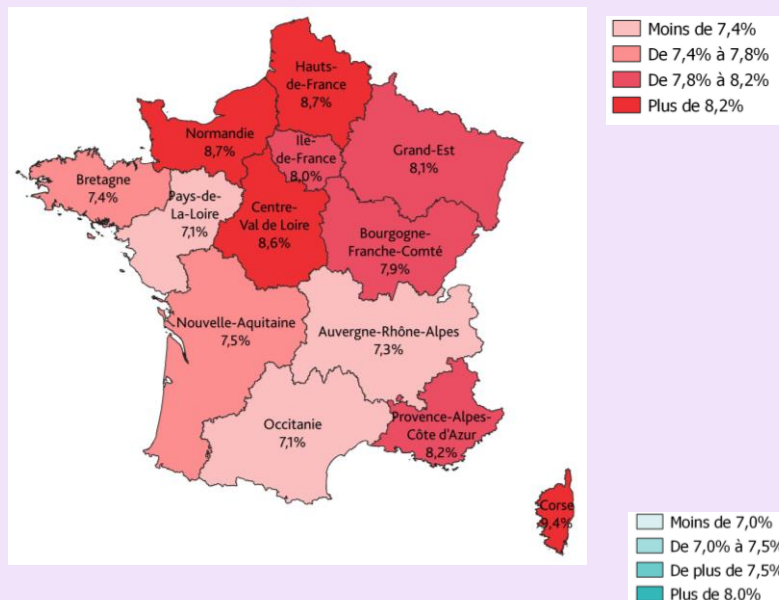 Hauts-
de-France
8,7%
Normandie
8,7%
Ile-
de-France
8,0%
Grand-Est
8,1%
Bretagne
7,4%
Pays-de-
La-Loire
7,1%
Centre-
Val de Loire
8,6%
Bourgogne-
Franche-Comté
7,9%
Nouvelle-Aquitaine
7,5%
Auvergne-Rhône-Alpes
7,3%
Occitanie
7,1%
Provence-Alpes-
Côte d'Azur
8,2%
Corse
9,4%
Moins de 7,4%
De 7,4% à 7,8%
De 7,8% à 8,2%
Plus de 8,2%
Moins de 7,0%
De 7,0% à 7,5%
De plus de 7,5%
Plus de 8,0%